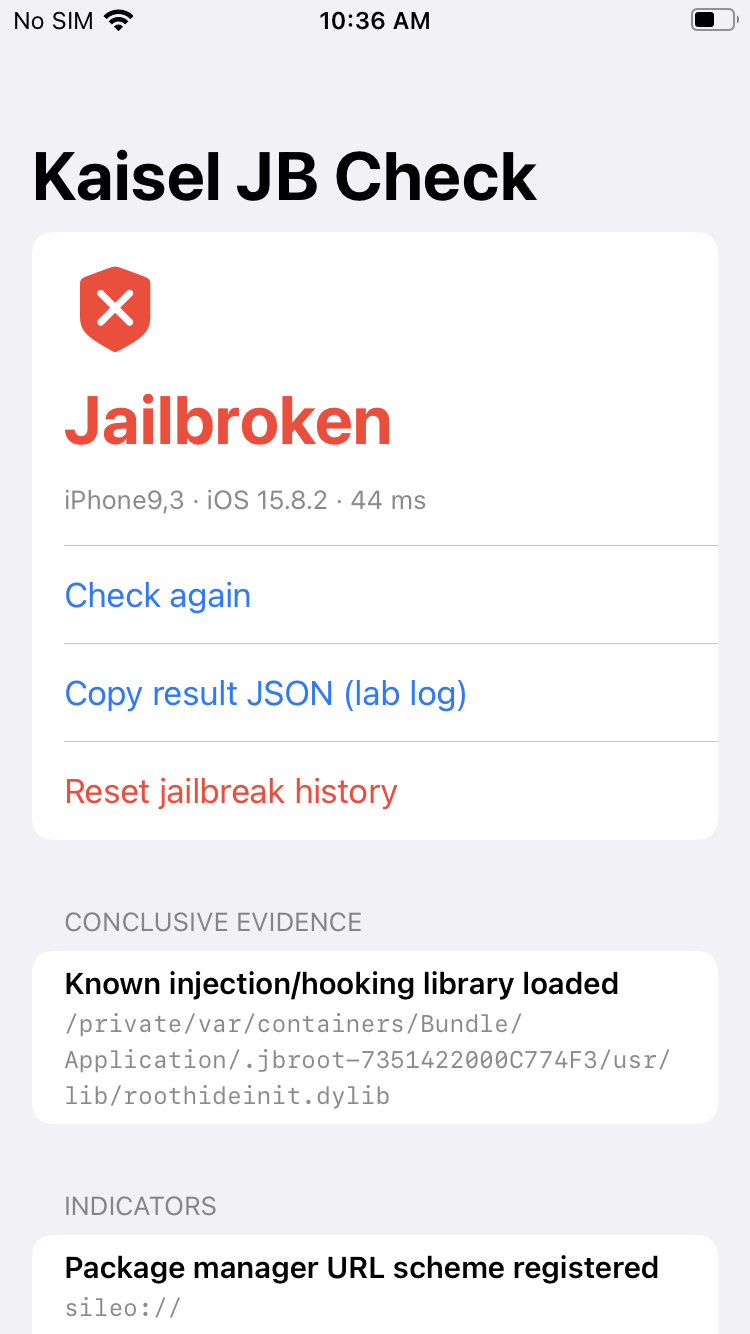 No SIM 10:36 AM
Kaisel JB Check
Jailbroken
iPhone9,3 · iOS 15.8.2 · 44 ms
Check again
Copy result JSON (lab log)
Reset jailbreak history
CONCLUSIVE EVIDENCE
Known injection/hooking library loaded
/private/var/containers/Bundle/
Application/.jbroot-7351422000C774F3/usr/
lib/roothideinit.dylib
INDICATORS
Package manager URL scheme registered
sileo://